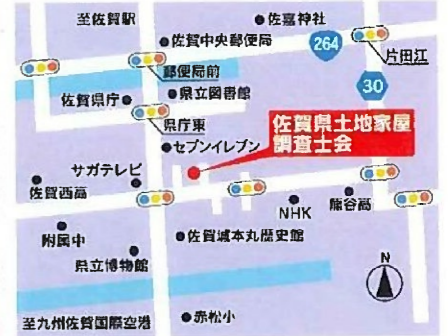 至佐賀駅
佐嘉神社
佐賀中央郵便局
264
片田江
郵便局前
30
佐賀県庁
県立図書館
県庁東
佐賀県土地家屋
調査士会
セブンイレブン
サガテレビ
佐賀西高
NHK
龍谷高
附属中
佐賀城本丸歴史館
県立博物館
N
至九州佐賀国際空港
赤松小